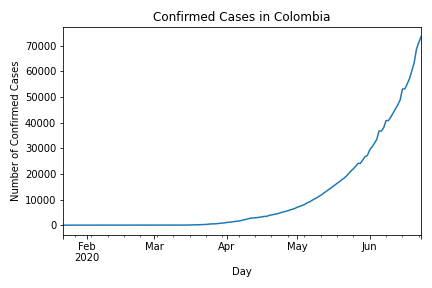 Confirmed Cases in Colombia
Number of Confirmed Cases
70000
60000
50000
40000
30000
20000
10000
0
Feb
2020
Mar
Apr
May
Jun
Day